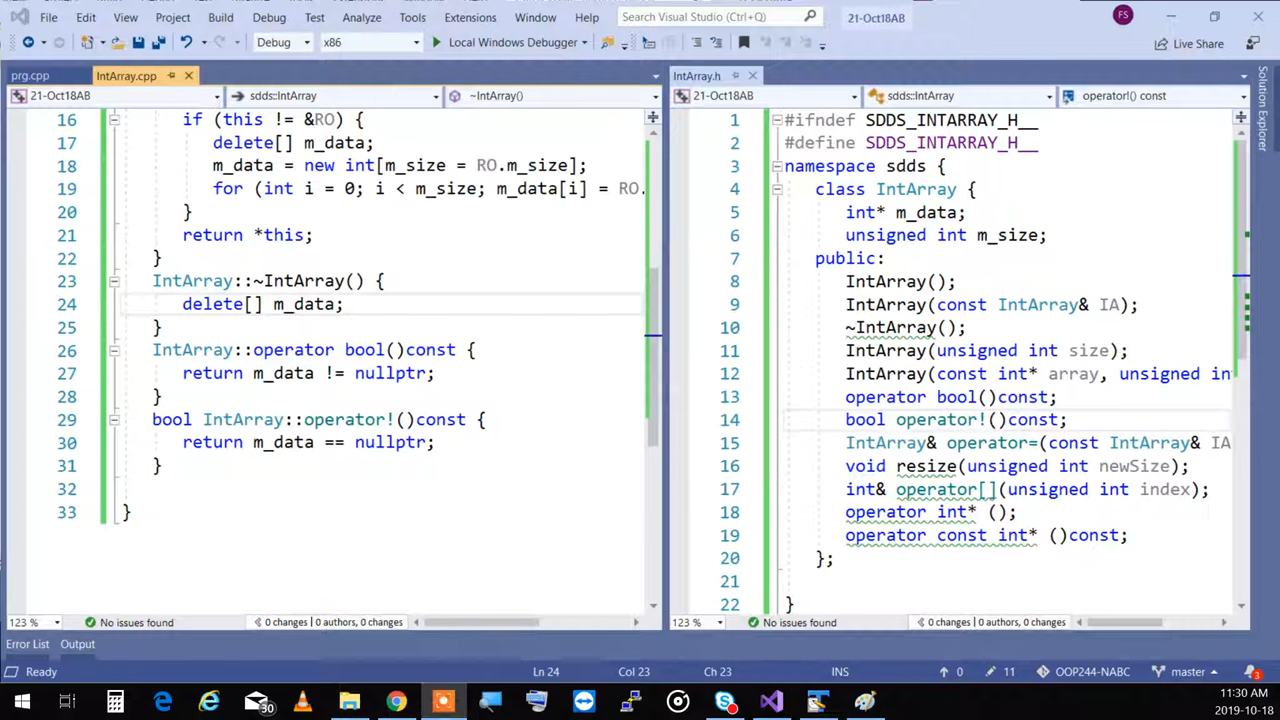 File Edit View Project Build Debug Test Analyze Tools Extensions Window Help Search Visual Studio (Ctrl+Q) 21-Oct18AB FS
Debug x86 Local Windows Debugger Live Share
prg.cpp IntArray.cpp
21-Oct18AB sdds::IntArray ~IntArray()
16 if (this != &RO) {
17 delete[] m_data;
18 m_data = new int[m_size = RO.m_size];
19 for (int i = 0; i < m_size; m_data[i] = RO.
20 }
21 return *this;
22 }
23 IntArray::~IntArray() {
24 delete[] m_data;
25 }
26 IntArray::operator bool()const {
27 return m_data != nullptr;
28 }
29 bool IntArray::operator!()const {
30 return m_data == nullptr;
31 }
32
33 }
123 % No issues found 0 changes | 0 authors, 0 changes
IntArray.h
21-Oct18AB sdds::IntArray operator!() const
1 #ifndef SDDS_INTARRAY_H__
2 #define SDDS_INTARRAY_H__
3 namespace sdds {
4 class IntArray {
5 int* m_data;
6 unsigned int m_size;
7 public:
8 IntArray();
9 IntArray(const IntArray& IA);
10 ~IntArray();
11 IntArray(unsigned int size);
12 IntArray(const int* array, unsigned in
13 operator bool()const;
14 bool operator!()const;
15 IntArray& operator=(const IntArray& IA
16 void resize(unsigned int newSize);
17 int& operator[](unsigned int index);
18 operator int* ();
19 operator const int* ()const;
20 };
21
22 }
123 % No issues found 0 changes | 0 authors, 0 changes
Solution Explorer
Error List Output
Ready Ln 24 Col 23 Ch 23 INS 0 11 OOP244-NABC master 3
30 11:30 AM
2019-10-18